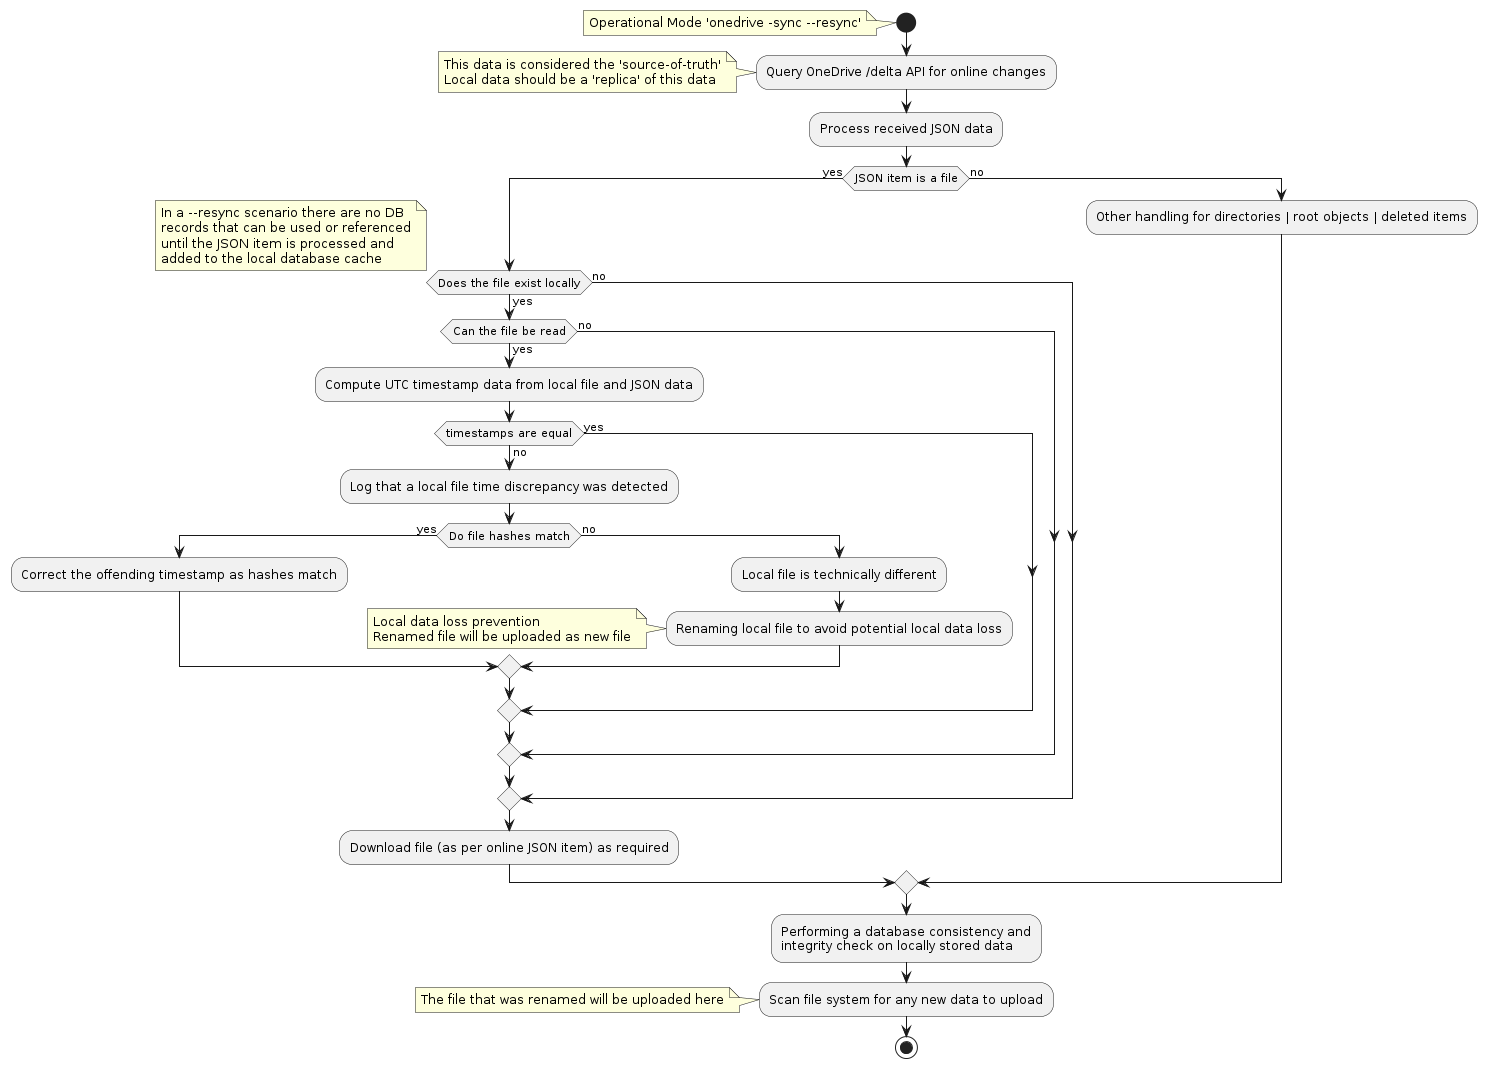 Operational Mode 'onedrive -sync --resync'
This data is considered the 'source-of-truth'
Local data should be a 'replica' of this data
Query OneDrive /delta API for online changes
Process received JSON data
yes
JSON item is a file
no
In a --resync scenario there are no DB
records that can be used or referenced
until the JSON item is processed and
added to the local database cache
Other handling for directories | root objects | deleted items
Does the file exist locally
no
yes
Can the file be read
no
yes
Compute UTC timestamp data from local file and JSON data
timestamps are equal
yes
no
Log that a local file time discrepancy was detected
yes
Do file hashes match
no
Correct the offending timestamp as hashes match
Local file is technically different
Local data loss prevention
Renamed file will be uploaded as new file
Renaming local file to avoid potential local data loss
Download file (as per online JSON item) as required
Performing a database consistency and
integrity check on locally stored data
The file that was renamed will be uploaded here
Scan file system for any new data to upload